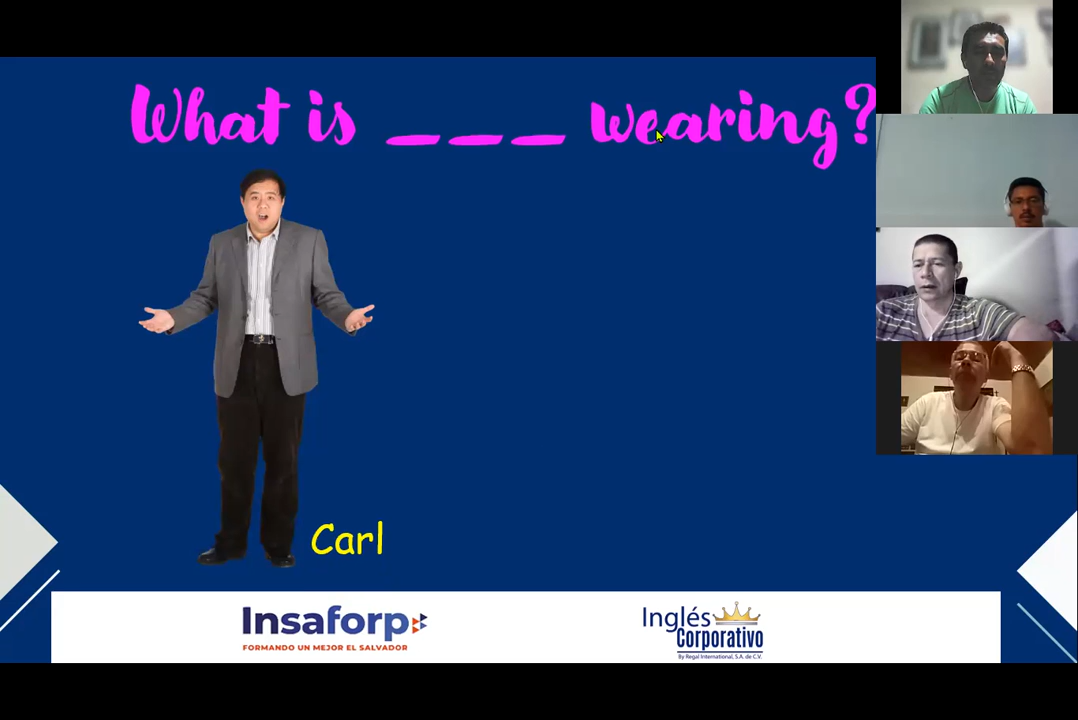 What is ___ wearing?
Carl
Insaforp
FORMANDO UN MEJOR EL SALVADOR
Inglés
Corporativo
By Regal International, S.A. de C.V.